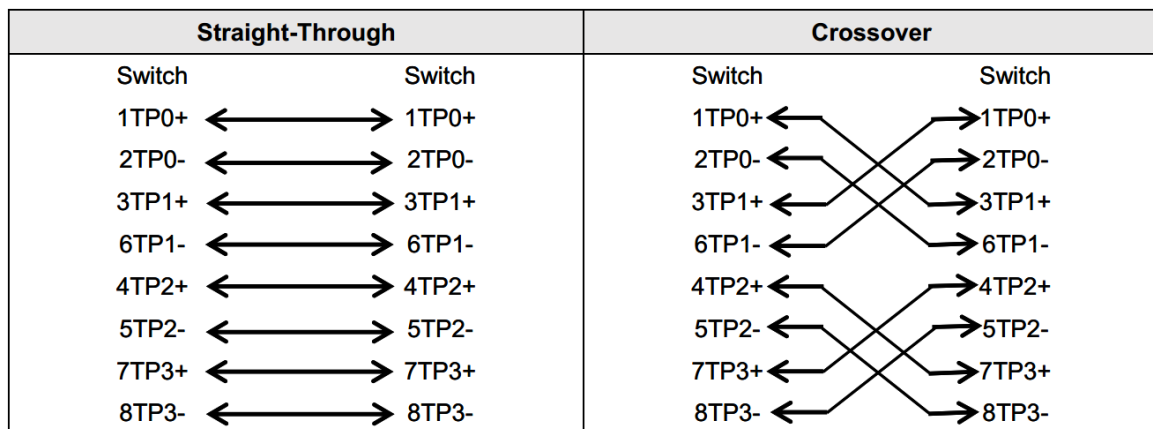 Straight-Through Crossover
Switch Switch Switch Switch
1TP0+ 1TP0+ 1TP0+ 1TP0+
2TP0- 2TP0- 2TP0- 2TP0-
3TP1+ 3TP1+ 3TP1+ 3TP1+
6TP1- 6TP1- 6TP1- 6TP1-
4TP2+ 4TP2+ 4TP2+ 4TP2+
5TP2- 5TP2- 5TP2- 5TP2-
7TP3+ 7TP3+ 7TP3+ 7TP3+
8TP3- 8TP3- 8TP3- 8TP3-